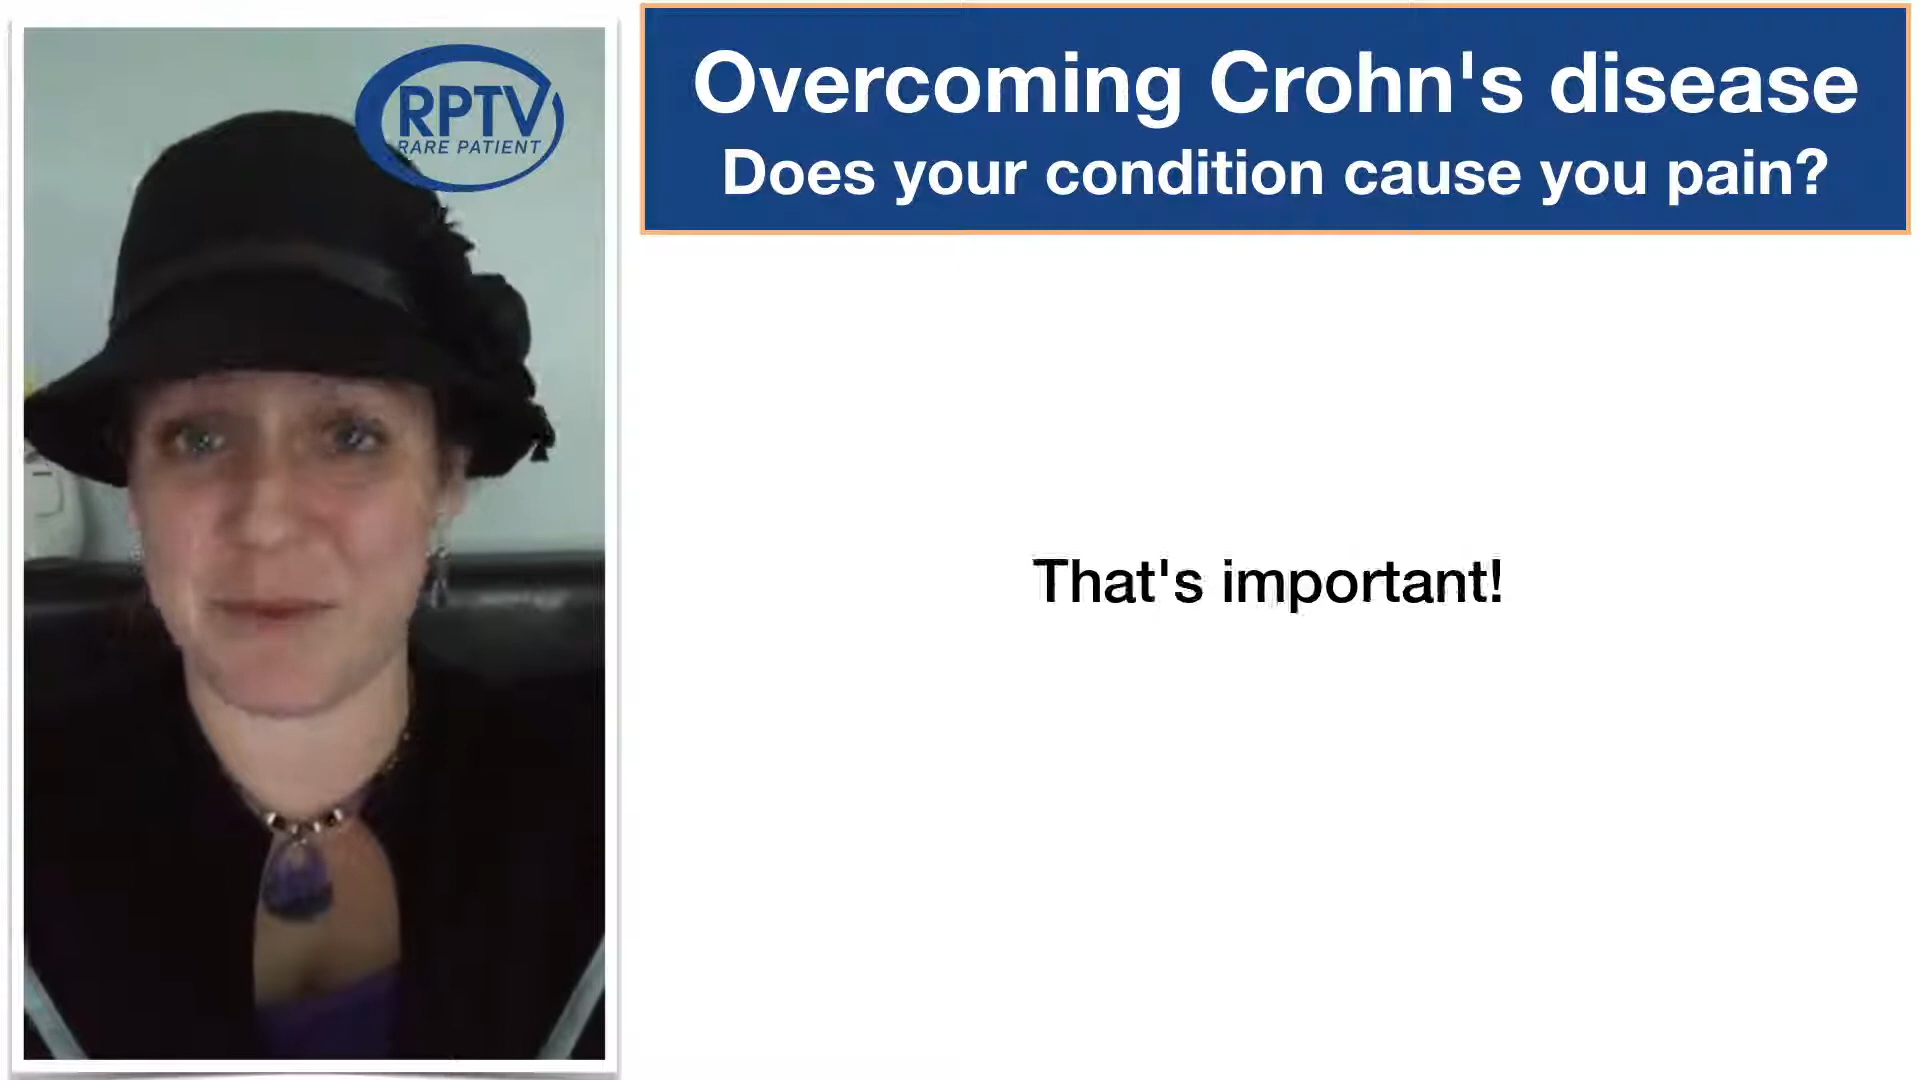 RPTV
RARE PATIENT
Overcoming Crohn's disease
Does your condition cause you pain?
That's important!